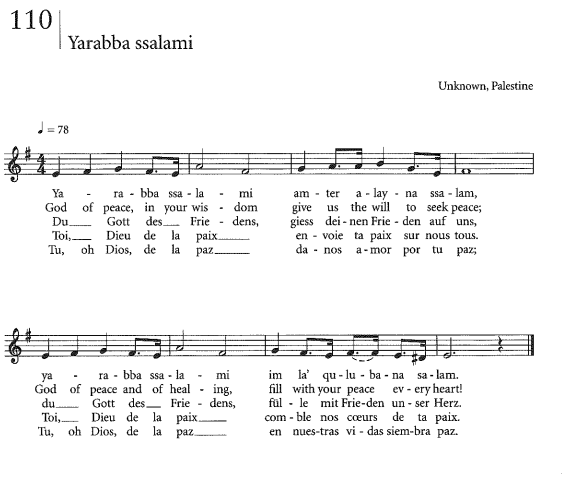 110
Yarabba ssalami
Unknown, Palestine
♩ = 78
Ya - ra - bba ssa - la - mi am - ter a - lay - na ssa - lam,
God of peace, in your wis - dom give us the will to seek peace;
Du___ Gott des___ Frie - dens, giess dei - nen Frie - den auf uns,
Toi,___ Dieu de la paix____ en - voie ta paix sur nous tous.
Tu, oh Dios, de la paz____ da - nos a - mor por tu paz;
ya - ra - bba ssa - la - mi im la' qu - lu - ba - na sa - lam.
God of peace and of heal - ing, fill with your peace ev - ery heart!
du___ Gott des___ Frie - dens, fül - le mit Frie - den un - ser Herz.
Toi,___ Dieu de la paix____ com - ble nos cœurs de ta paix.
Tu, oh Dios, de la paz____ en nues - tras vi - das siem - bra paz.